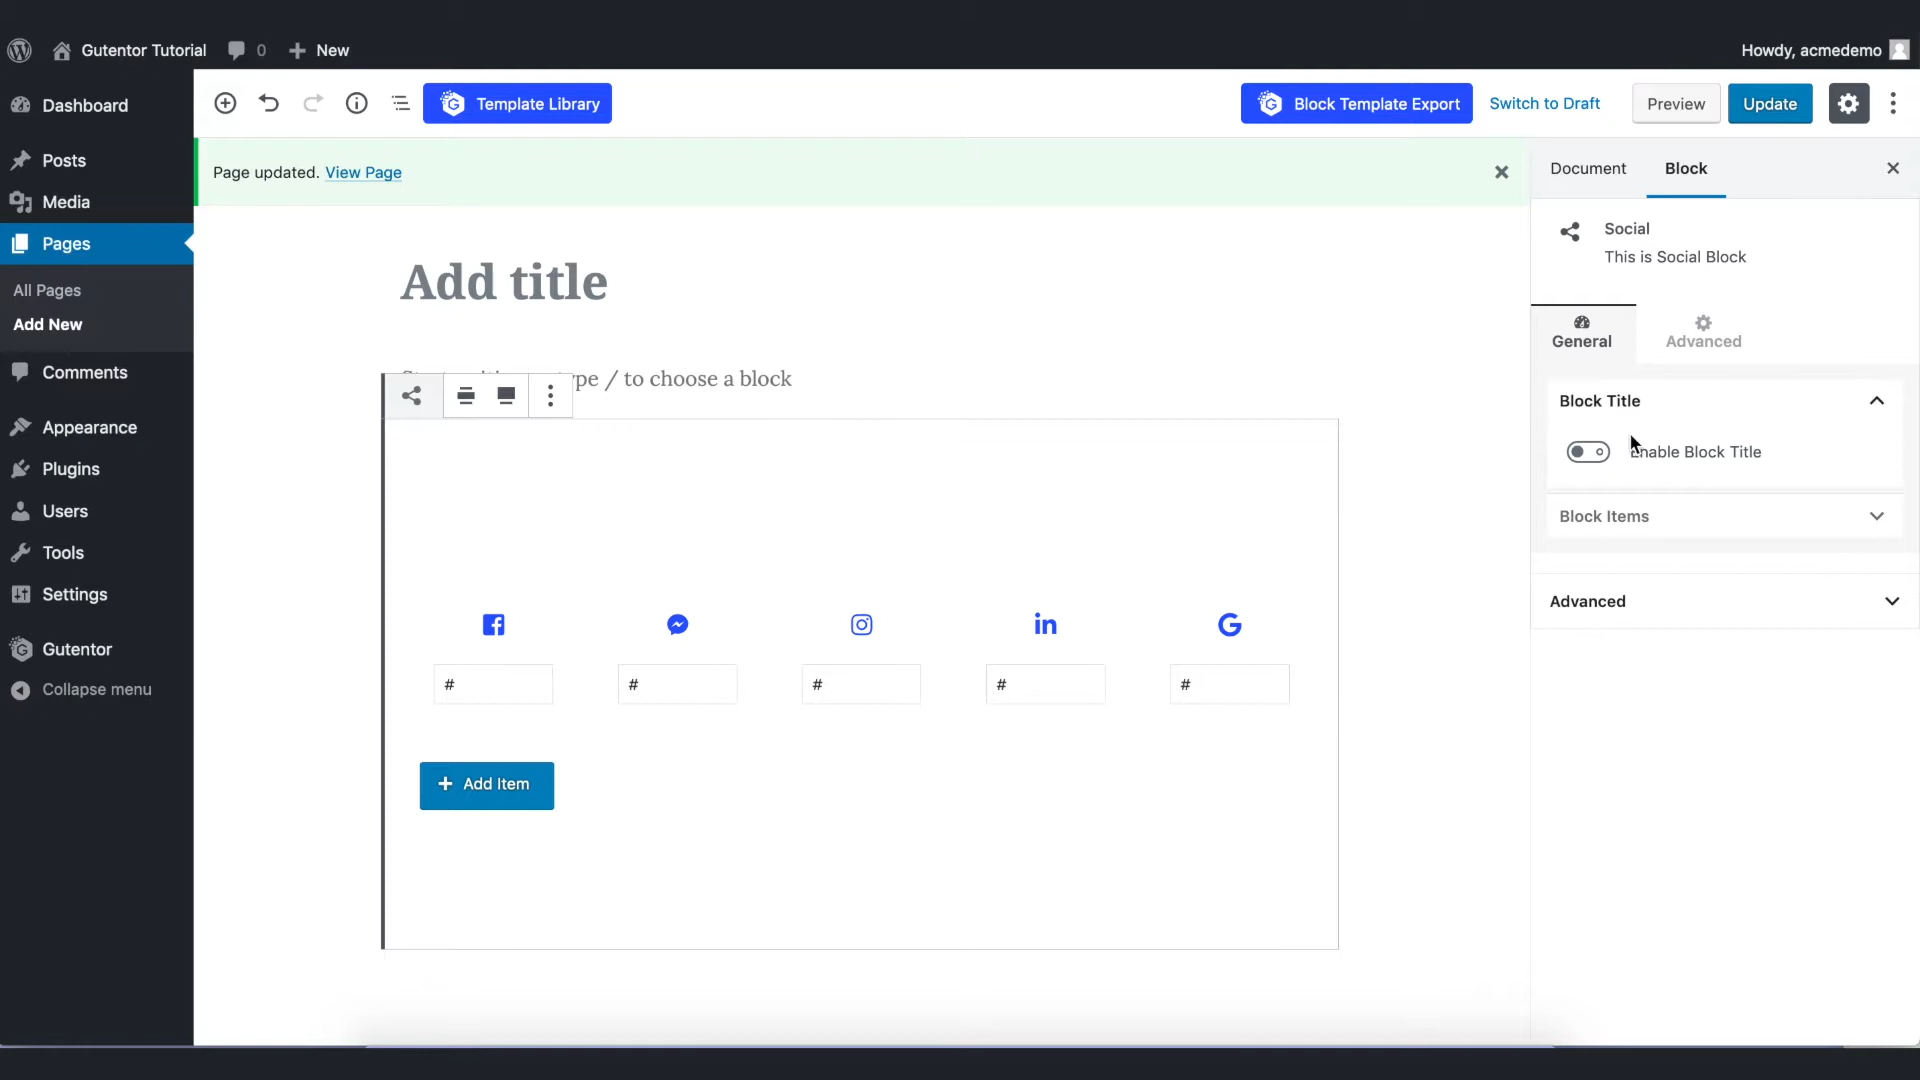 Gutentor Tutorial 0 New Howdy, acmedemo
Dashboard
Posts
Media
Pages
All Pages
Add New
Comments
Appearance
Plugins
Users
Tools
Settings
Gutentor
Collapse menu
Template Library Block Template Export Switch to Draft Preview Update
Page updated. View Page
Add title
type / to choose a block
# # # # #
Add Item
Document Block
Social
This is Social Block
General Advanced
Block Title
Enable Block Title
Block Items
Advanced